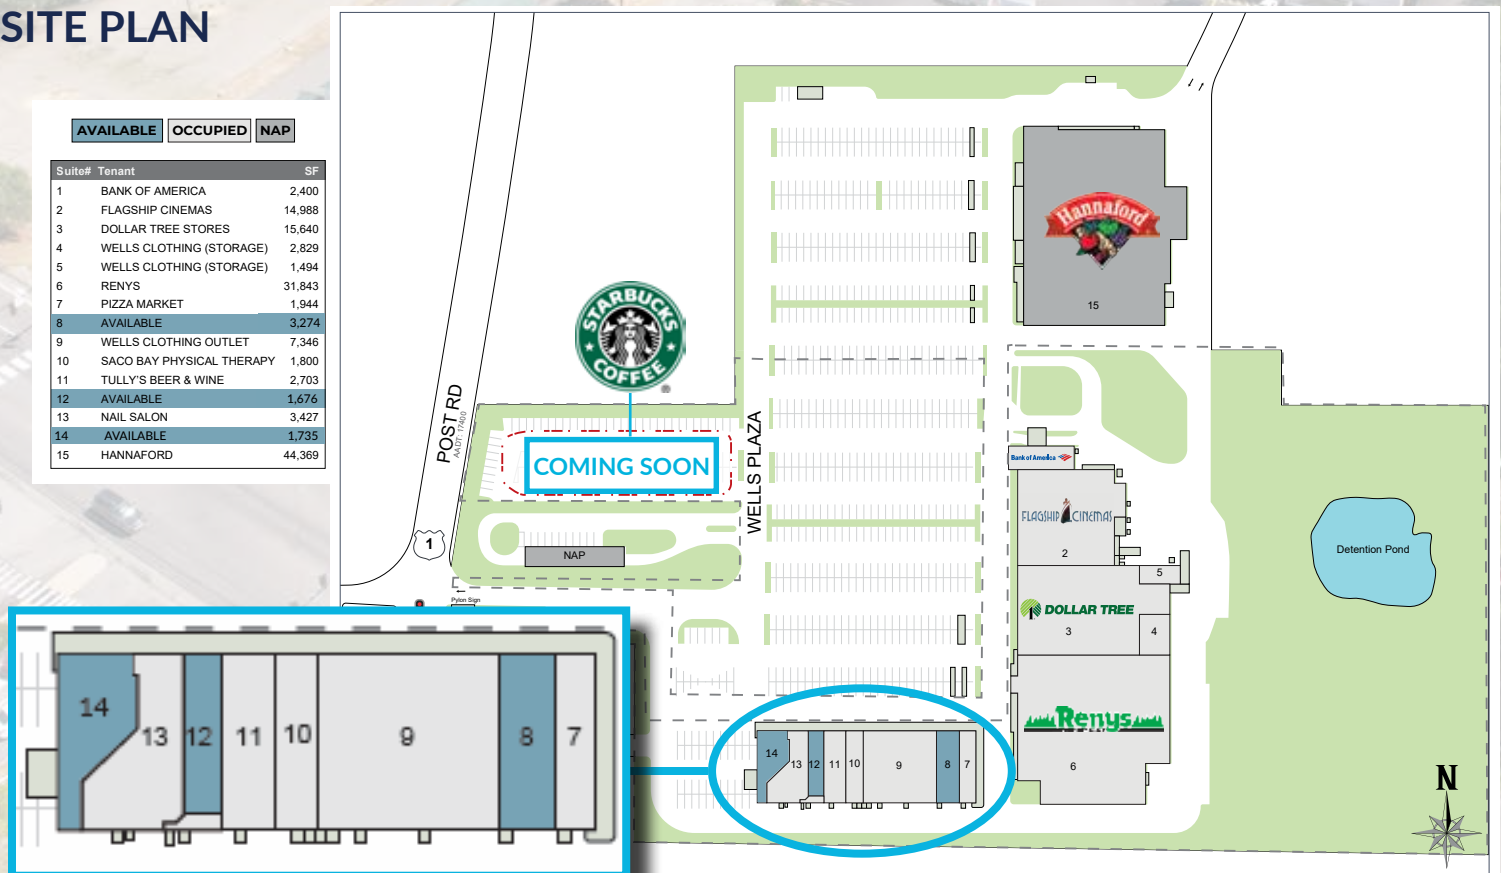 SITE PLAN
AVAILABLE OCCUPIED NAP
Suite# Tenant SF
1 BANK OF AMERICA 2,400
2 FLAGSHIP CINEMAS 14,988
3 DOLLAR TREE STORES 15,640
4 WELLS CLOTHING (STORAGE) 2,829
5 WELLS CLOTHING (STORAGE) 1,494
6 RENYS 31,843
7 PIZZA MARKET 1,944
8 AVAILABLE 3,274
9 WELLS CLOTHING OUTLET 7,346
10 SACO BAY PHYSICAL THERAPY 1,800
11 TULLY'S BEER & WINE 2,703
12 AVAILABLE 1,676
13 NAIL SALON 3,427
14 AVAILABLE 1,735
15 HANNAFORD 44,369
Hannaford
15
STARBUCKS
COFFEE
®
COMING SOON
POST RD
AADT: 17400
WELLS PLAZA
1
NAP
Pylon Sign
Bank of America
FLAGSHIP CINEMAS
2
5
DOLLAR TREE
3
4
Renys
6
Detention Pond
14
13
12
11
10
9
8
7
14
13
12
11
10
9
8
7
N